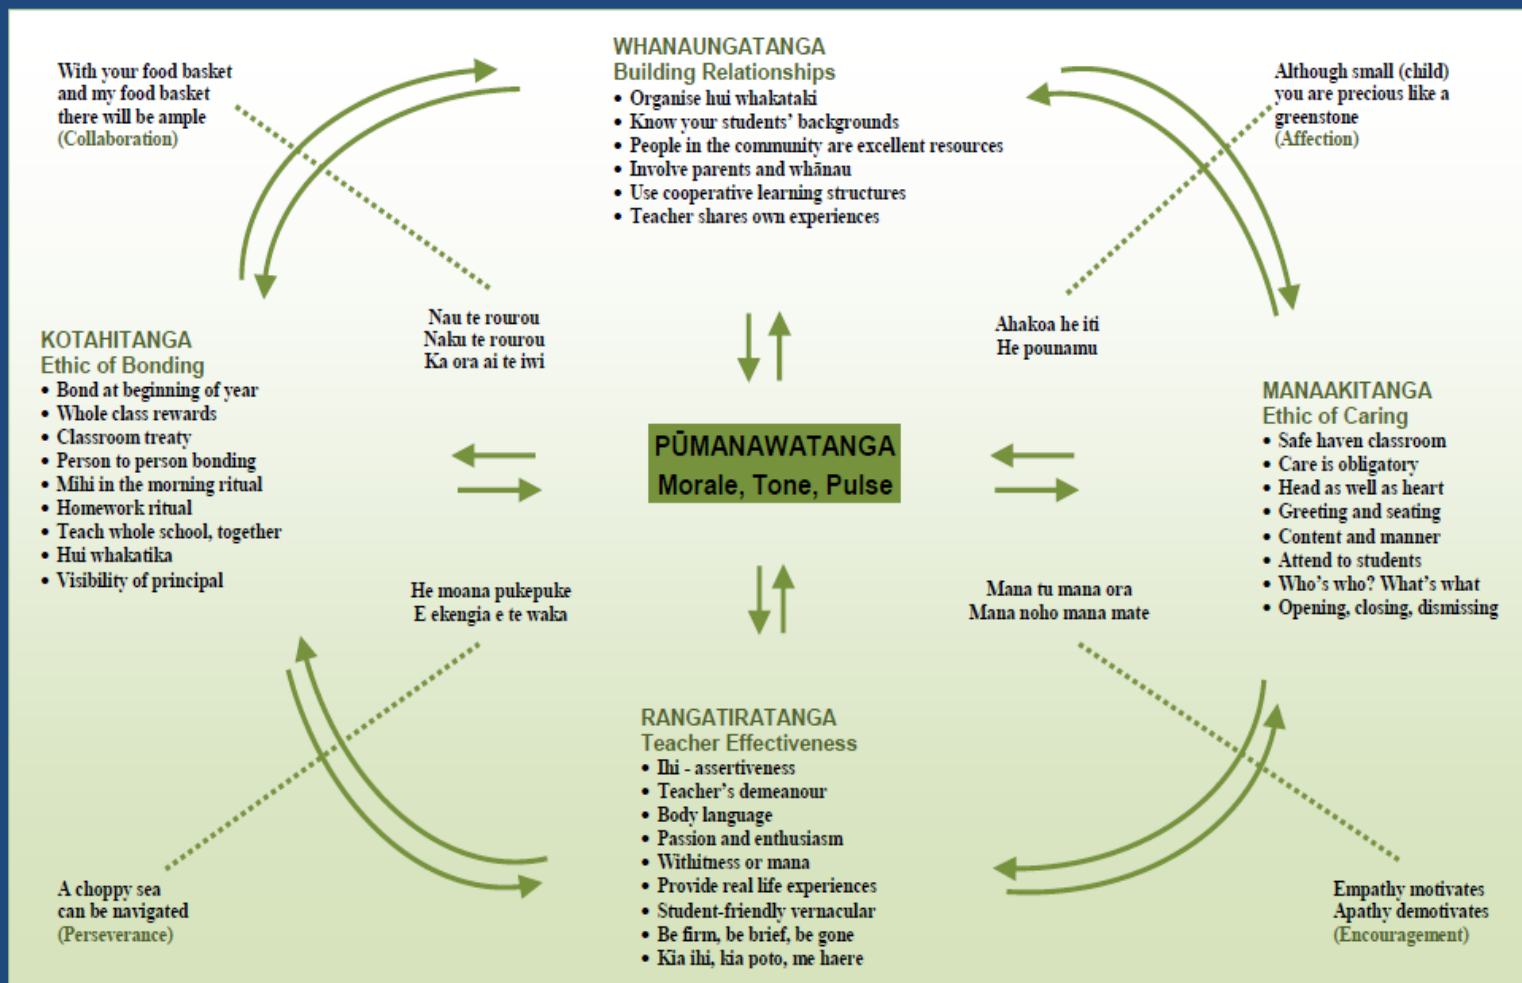 With your food basket
and my food basket
there will be ample
(Collaboration)
WHANAUNGATANGA
Building Relationships
• Organise hui whakataki
• Know your students’ backgrounds
• People in the community are excellent resources
• Involve parents and whānau
• Use cooperative learning structures
• Teacher shares own experiences
Although small (child)
you are precious like a
greenstone
(Affection)
Nau te rourou
Naku te rourou
Ka ora ai te iwi
Ahakoa he iti
He pounamu
KOTAHITANGA
Ethic of Bonding
• Bond at beginning of year
• Whole class rewards
• Classroom treaty
• Person to person bonding
• Mihi in the morning ritual
• Homework ritual
• Teach whole school, together
• Hui whakatika
• Visibility of principal
PŪMANAWATANGA
Morale, Tone, Pulse
MANAAKITANGA
Ethic of Caring
• Safe haven classroom
• Care is obligatory
• Head as well as heart
• Greeting and seating
• Content and manner
• Attend to students
• Who’s who? What’s what
• Opening, closing, dismissing
He moana pukepuke
E ekengia e te waka
Mana tu mana ora
Mana noho mana mate
RANGATIRATANGA
Teacher Effectiveness
• Ihi - assertiveness
• Teacher’s demeanour
• Body language
• Passion and enthusiasm
• Withitness or mana
• Provide real life experiences
• Student-friendly vernacular
• Be firm, be brief, be gone
• Kia ihi, kia poto, me haere
A choppy sea
can be navigated
(Perseverance)
Empathy motivates
Apathy demotivates
(Encouragement)